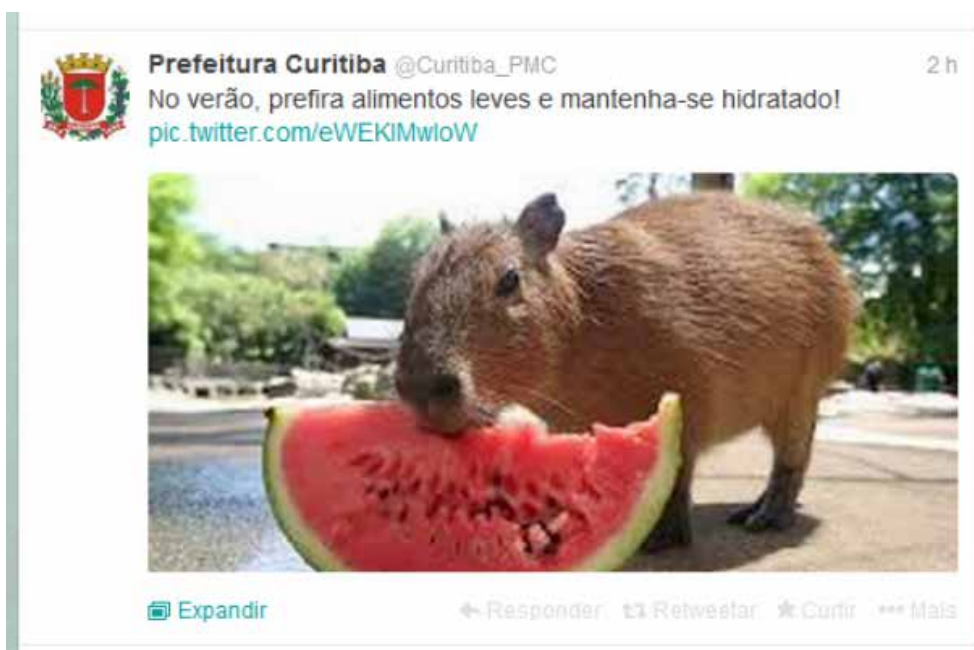 Prefeitura Curitiba @Curitiba_PMC 2 h
No verão, prefira alimentos leves e mantenha-se hidratado!
pic.twitter.com/eWEKlMwloW
Expandir Responder Retweetar Curtir Mais